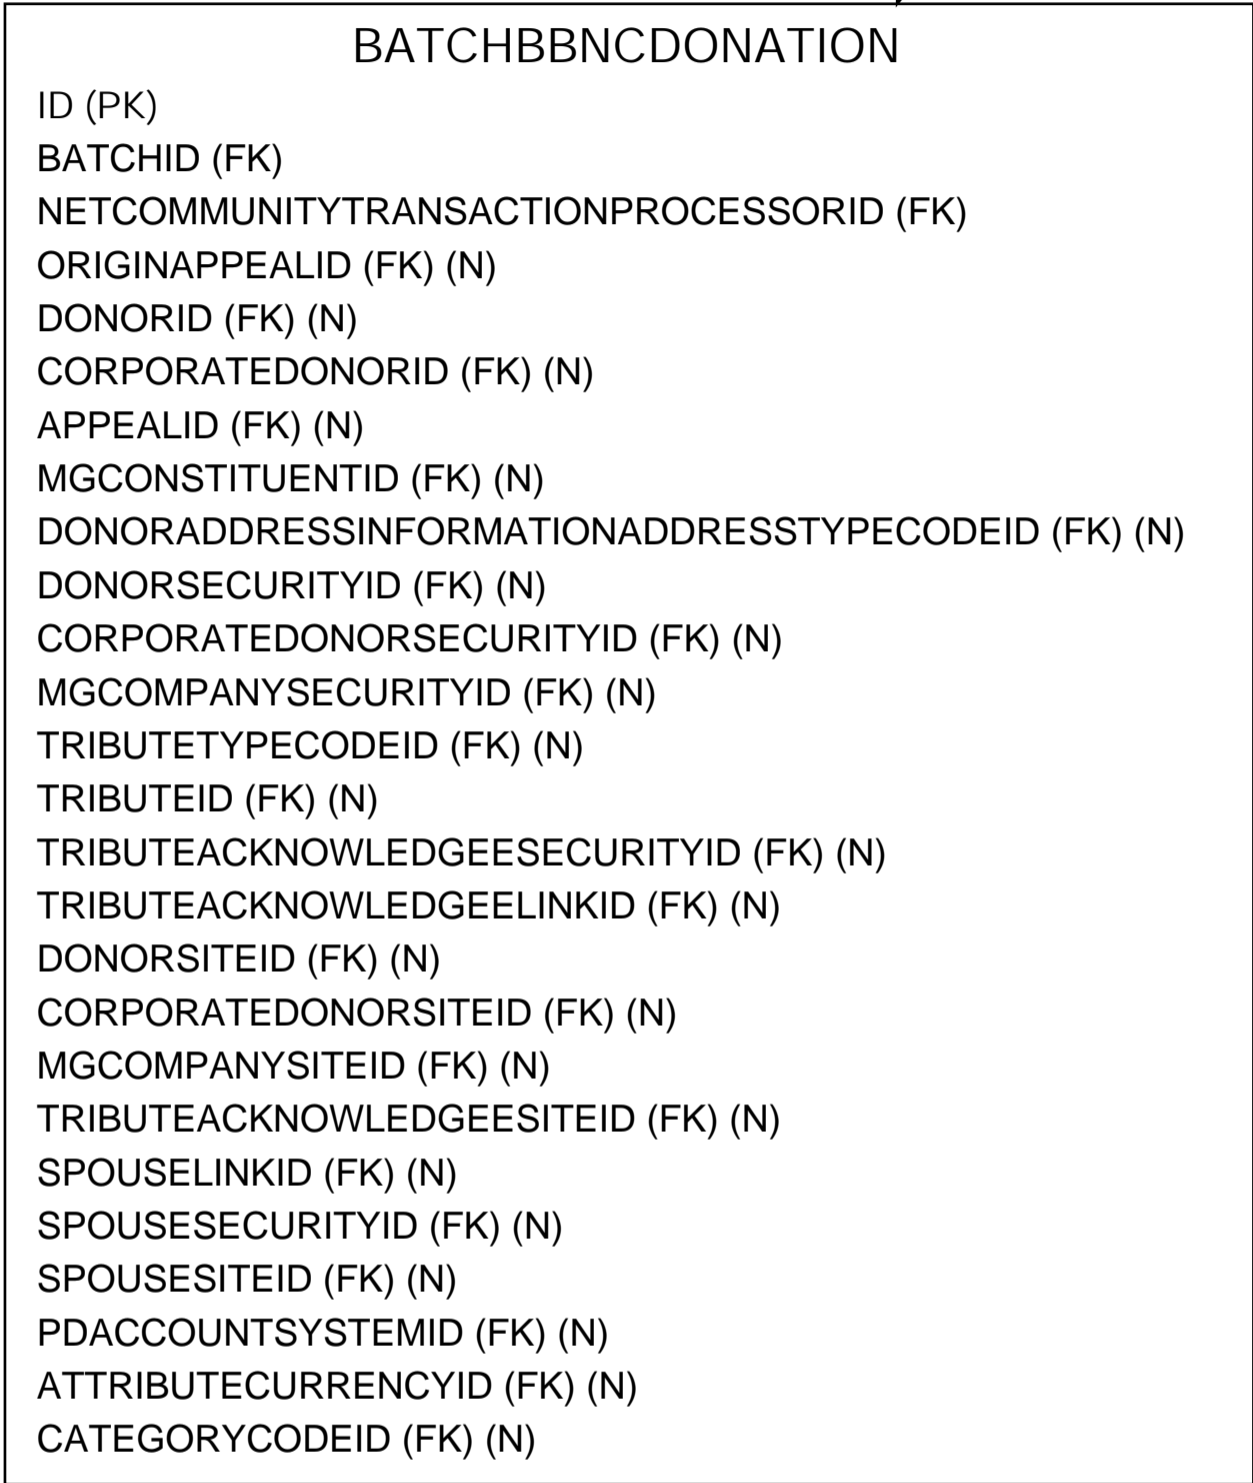 BATCHBBNCDONATION
ID (PK)
BATCHID (FK)
NETCOMMUNITYTRANSACTIONPROCESSORID (FK)
ORIGINAPPEALID (FK) (N)
DONORID (FK) (N)
CORPORATEDONORID (FK) (N)
APPEALID (FK) (N)
MGCONSTITUENTID (FK) (N)
DONORADDRESSINFORMATIONADDRESSTYPECODEID (FK) (N)
DONORSECURITYID (FK) (N)
CORPORATEDONORSECURITYID (FK) (N)
MGCOMPANYSECURITYID (FK) (N)
TRIBUTETYPECODEID (FK) (N)
TRIBUTEID (FK) (N)
TRIBUTEACKNOWLEDGEESECURITYID (FK) (N)
TRIBUTEACKNOWLEDGEELINKID (FK) (N)
DONORSITEID (FK) (N)
CORPORATEDONORSITEID (FK) (N)
MGCOMPANYSITEID (FK) (N)
TRIBUTEACKNOWLEDGEESITEID (FK) (N)
SPOUSELINKID (FK) (N)
SPOUSESECURITYID (FK) (N)
SPOUSESITEID (FK) (N)
PDACCOUNTSYSTEMID (FK) (N)
ATTRIBUTECURRENCYID (FK) (N)
CATEGORYCODEID (FK) (N)